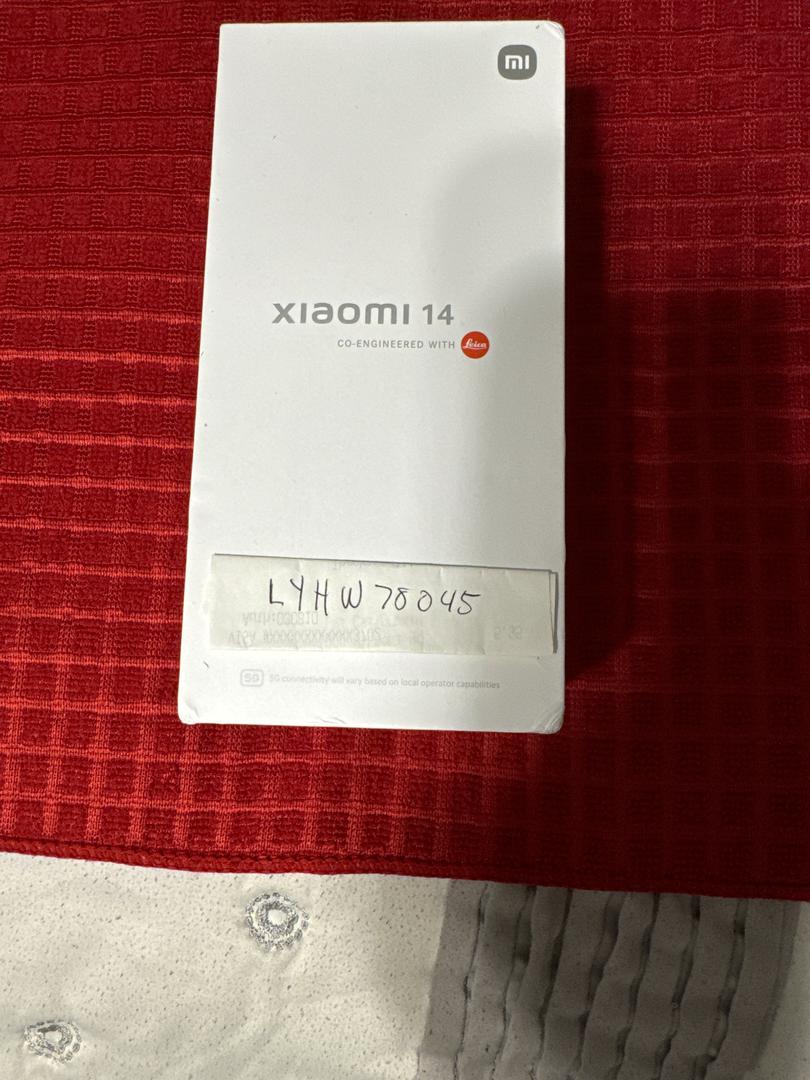 mi
xiaomi 14
CO-ENGINEERED WITH Leica
LYHW78045
5G 5G connectivity will vary based on local operator capabilities